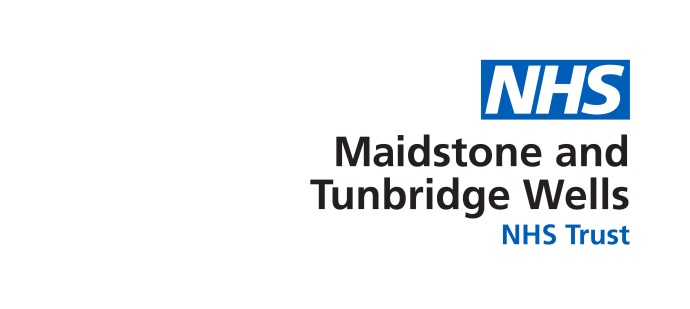 NHS
Maidstone and
Tunbridge Wells
NHS Trust